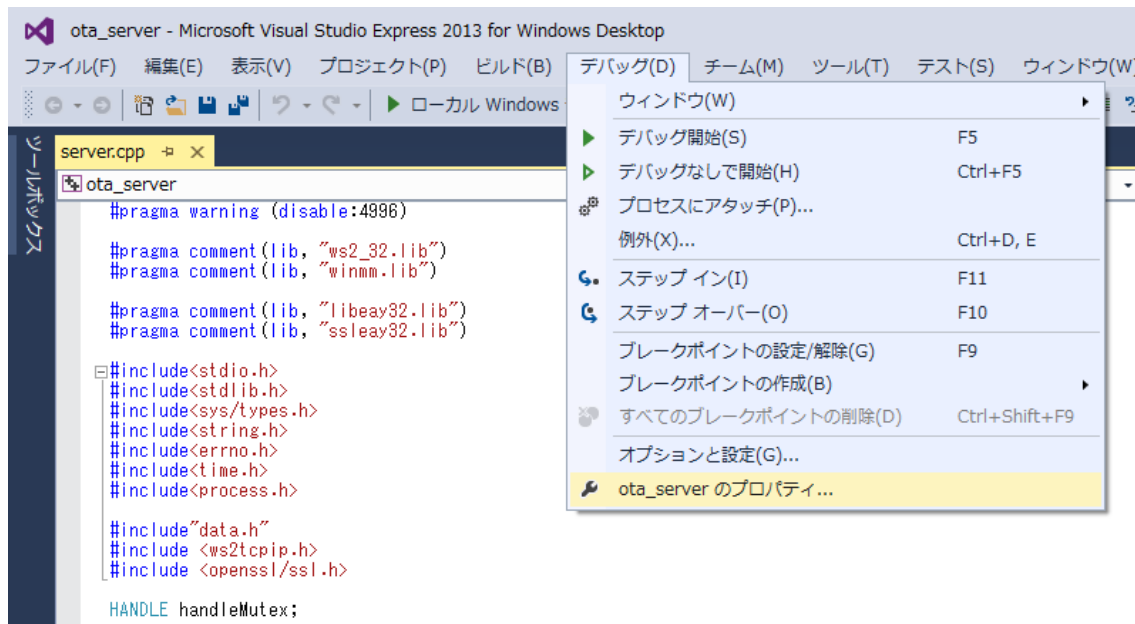 ota_server - Microsoft Visual Studio Express 2013 for Windows Desktop
ファイル(F) 編集(E) 表示(V) プロジェクト(P) ビルド(B) デバッグ(D) チーム(M) ツール(T) テスト(S) ウィンドウ(W)
ローカル Windows
ツールボックス
server.cpp
ota_server
#pragma warning (disable:4996)
#pragma comment(lib, "ws2_32.lib")
#pragma comment(lib, "winmm.lib")
#pragma comment(lib, "libeay32.lib")
#pragma comment(lib, "ssleay32.lib")
#include<stdio.h>
#include<stdlib.h>
#include<sys/types.h>
#include<string.h>
#include<errno.h>
#include<time.h>
#include<process.h>
#include"data.h"
#include <ws2tcpip.h>
#include <openssl/ssl.h>
HANDLE handleMutex;
ウィンドウ(W)
デバッグ開始(S) F5
デバッグなしで開始(H) Ctrl+F5
プロセスにアタッチ(P)...
例外(X)... Ctrl+D, E
ステップ イン(I) F11
ステップ オーバー(O) F10
ブレークポイントの設定/解除(G) F9
ブレークポイントの作成(B)
すべてのブレークポイントの削除(D) Ctrl+Shift+F9
オプションと設定(G)...
ota_server のプロパティ...